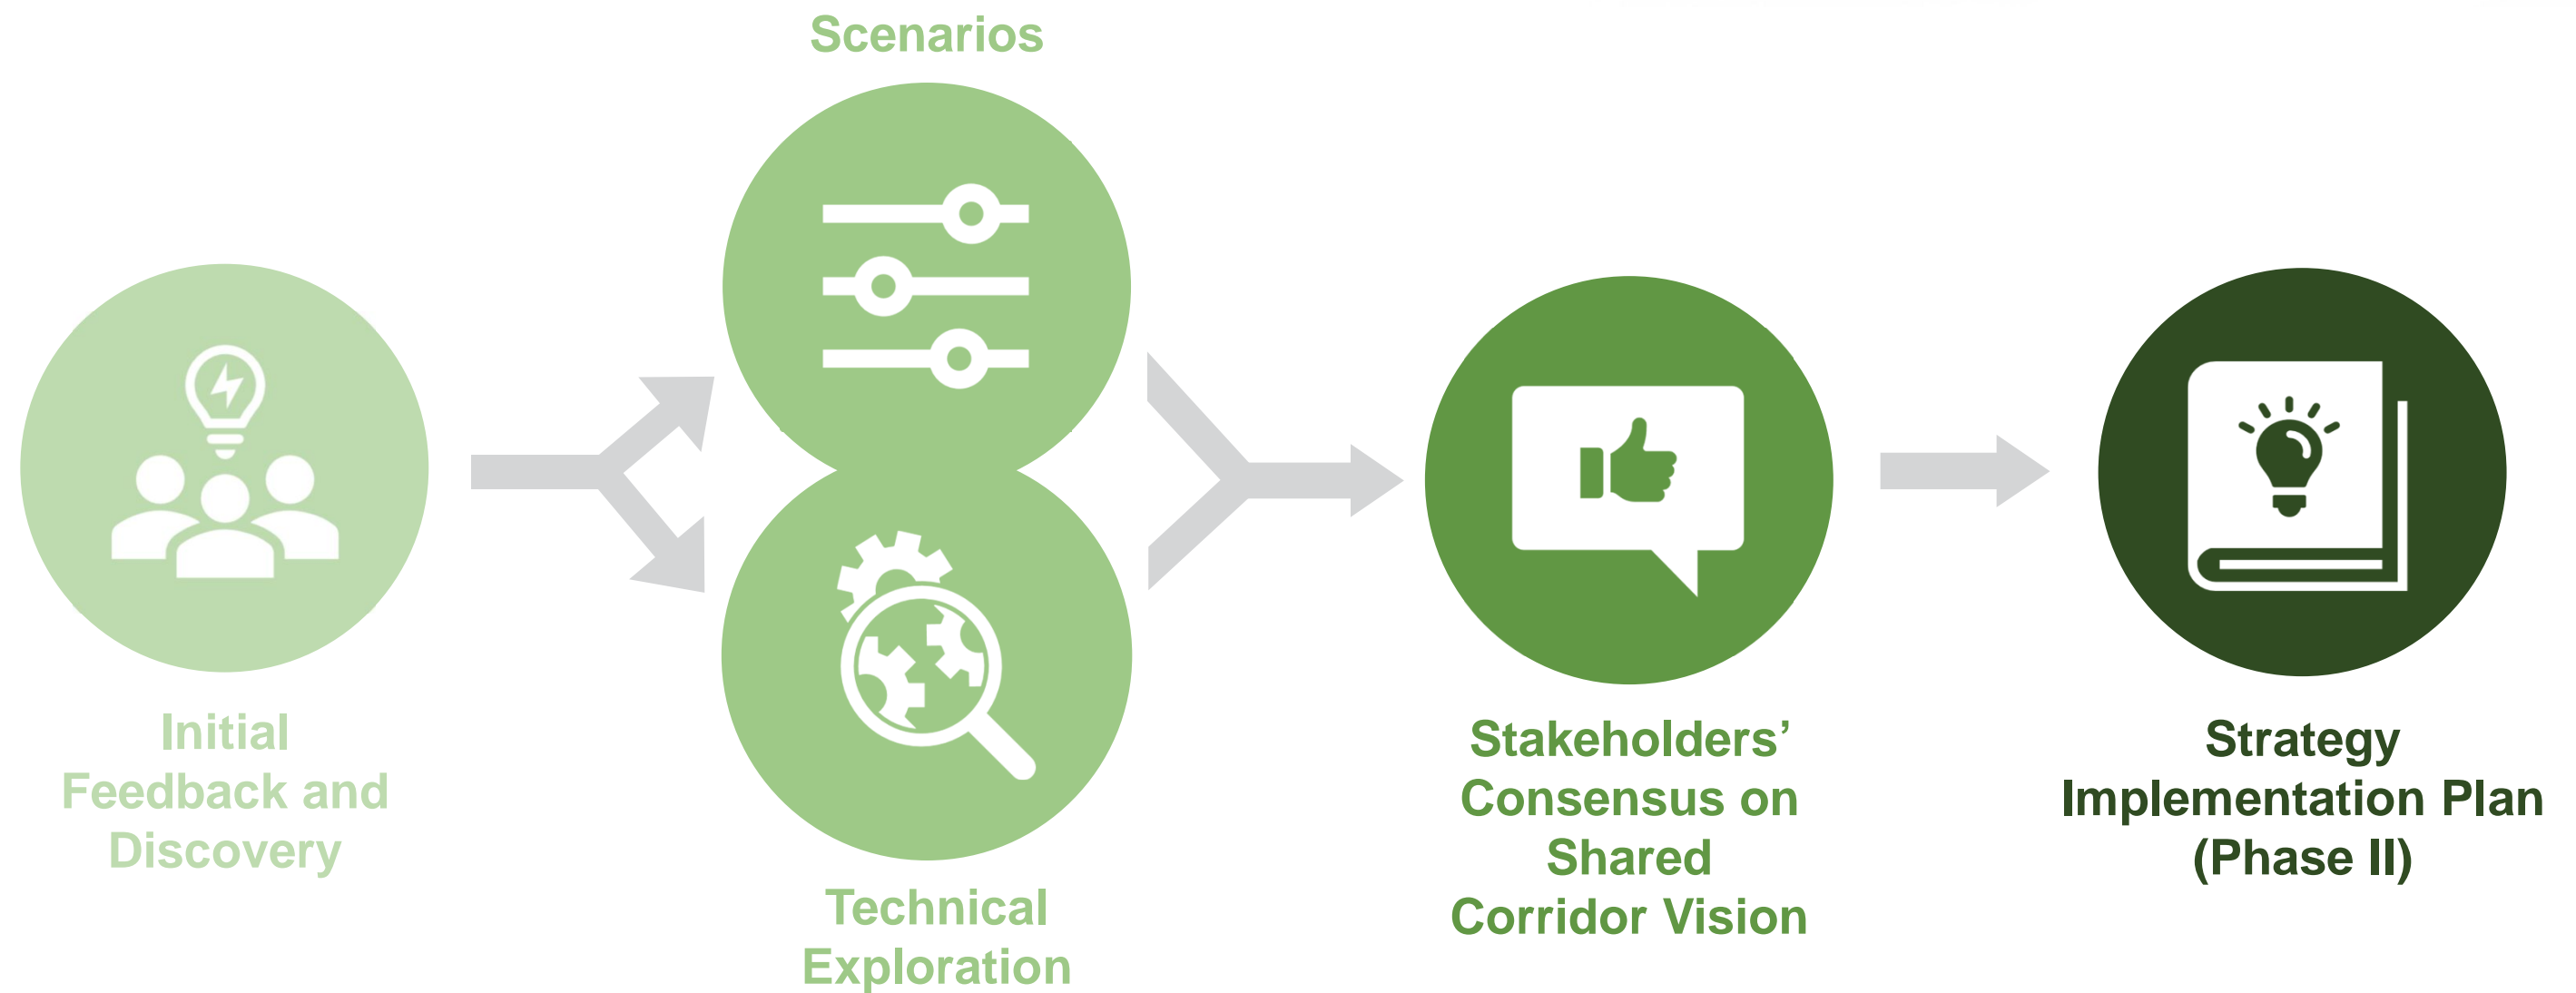 Scenarios
Initial
Feedback and
Discovery
Technical
Exploration
Stakeholders’
Consensus on
Shared
Corridor Vision
Strategy
Implementation Plan
(Phase II)